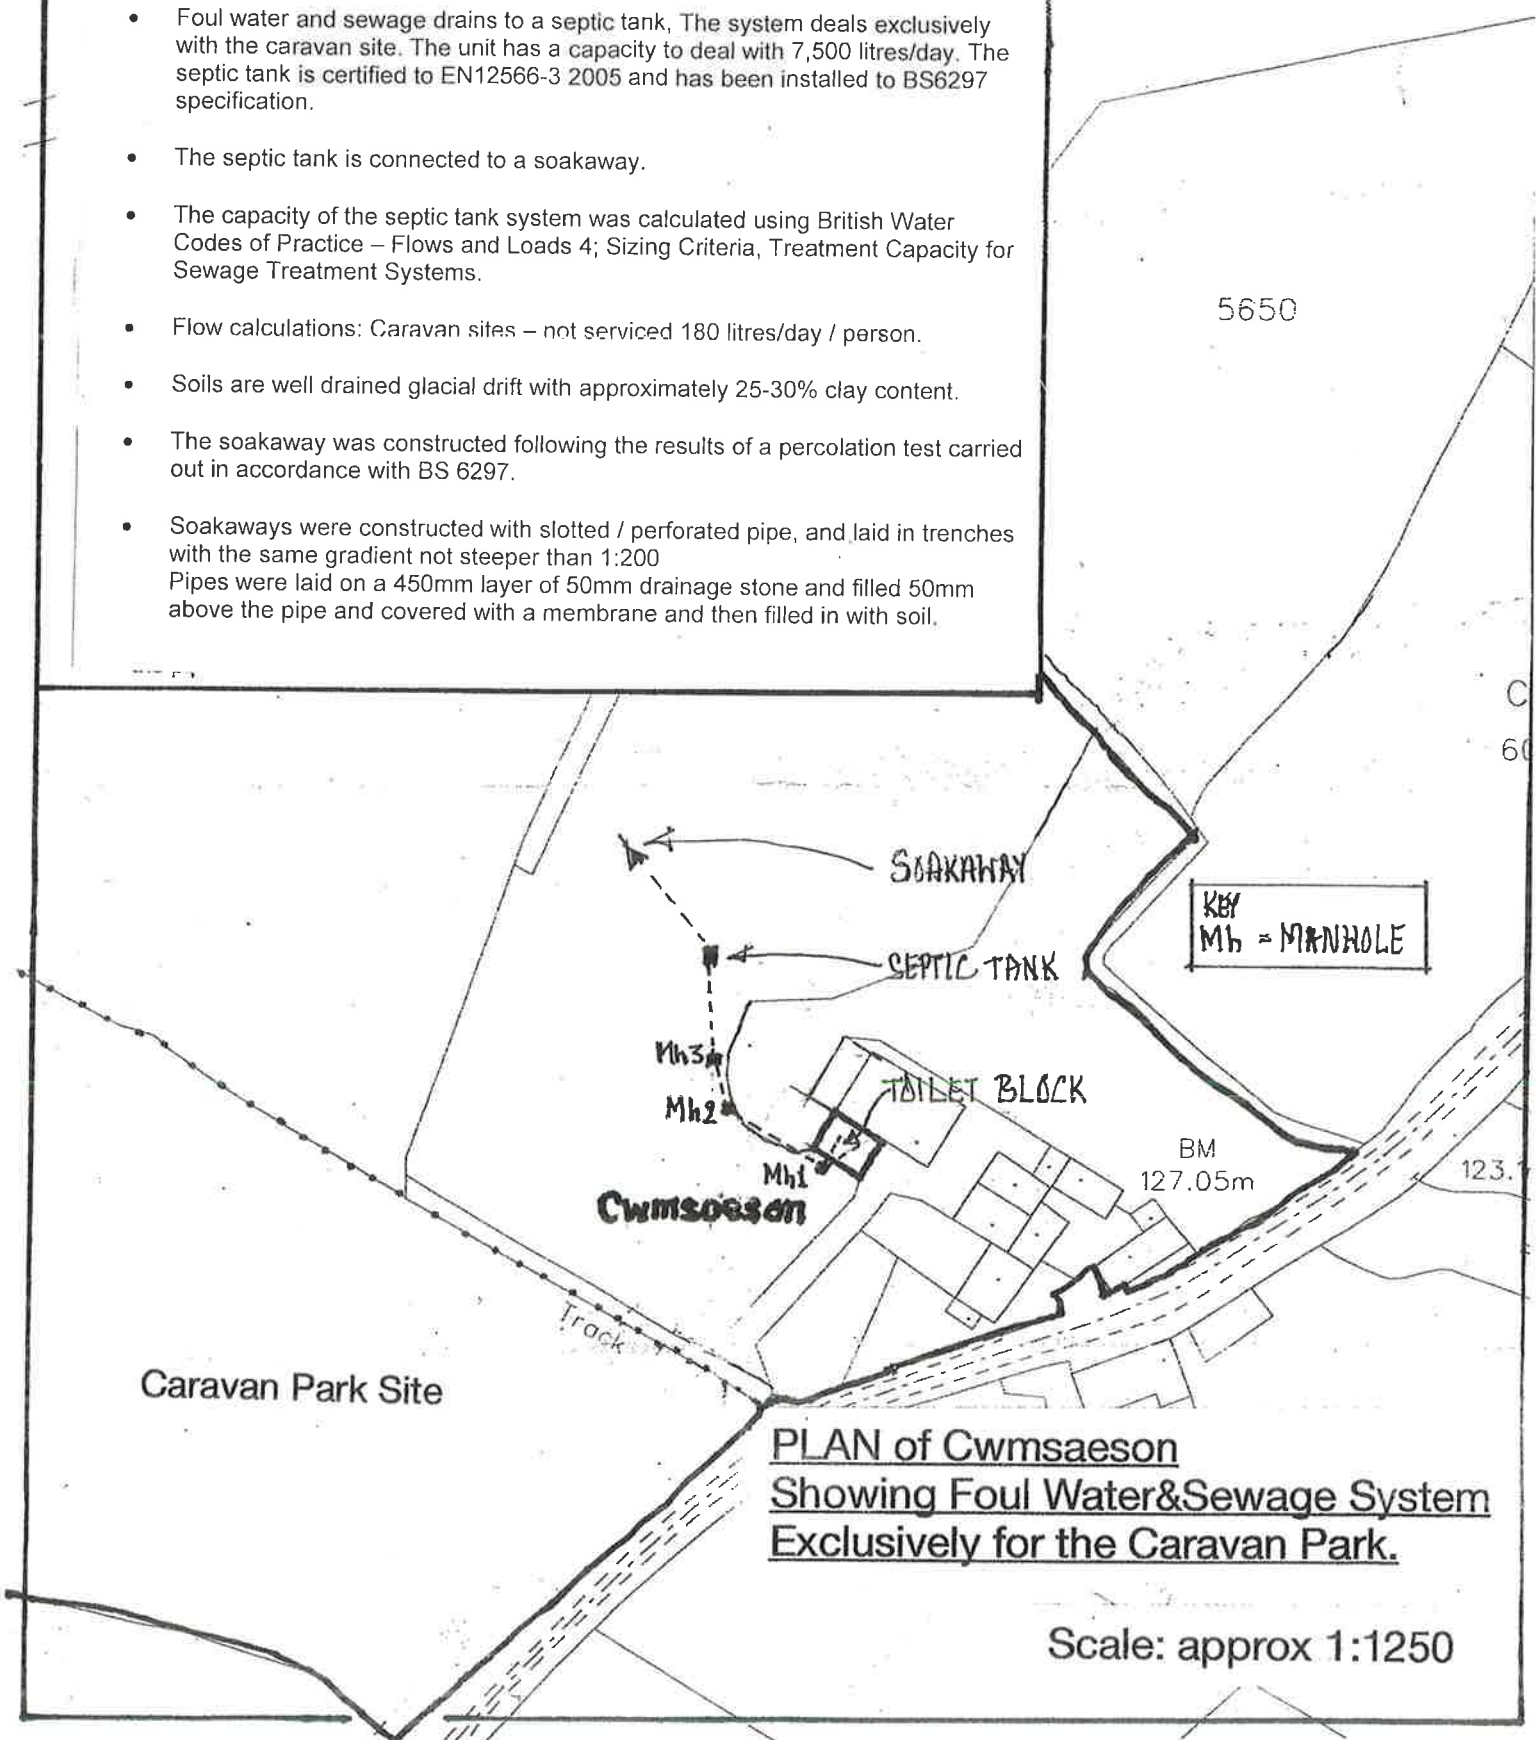 • Foul water and sewage drains to a septic tank, The system deals exclusively
with the caravan site. The unit has a capacity to deal with 7,500 litres/day. The
septic tank is certified to EN12566-3 2005 and has been installed to BS6297
specification.
• The septic tank is connected to a soakaway.
• The capacity of the septic tank system was calculated using British Water
Codes of Practice – Flows and Loads 4; Sizing Criteria, Treatment Capacity for
Sewage Treatment Systems.
• Flow calculations: Caravan sites – not serviced 180 litres/day / person.
• Soils are well drained glacial drift with approximately 25-30% clay content.
• The soakaway was constructed following the results of a percolation test carried
out in accordance with BS 6297.
• Soakaways were constructed with slotted / perforated pipe, and laid in trenches
with the same gradient not steeper than 1:200
Pipes were laid on a 450mm layer of 50mm drainage stone and filled 50mm
above the pipe and covered with a membrane and then filled in with soil.
5650
C
60
SOAKAWAY
KEY
Mh = MANHOLE
SEPTIC TANK
Mh3
TOILET BLOCK
Mh2
BM
127.05m
123.
Mh1
Cwmsaeson
Track
Caravan Park Site
PLAN of Cwmsaeson
Showing Foul Water&Sewage System
Exclusively for the Caravan Park.
Scale: approx 1:1250